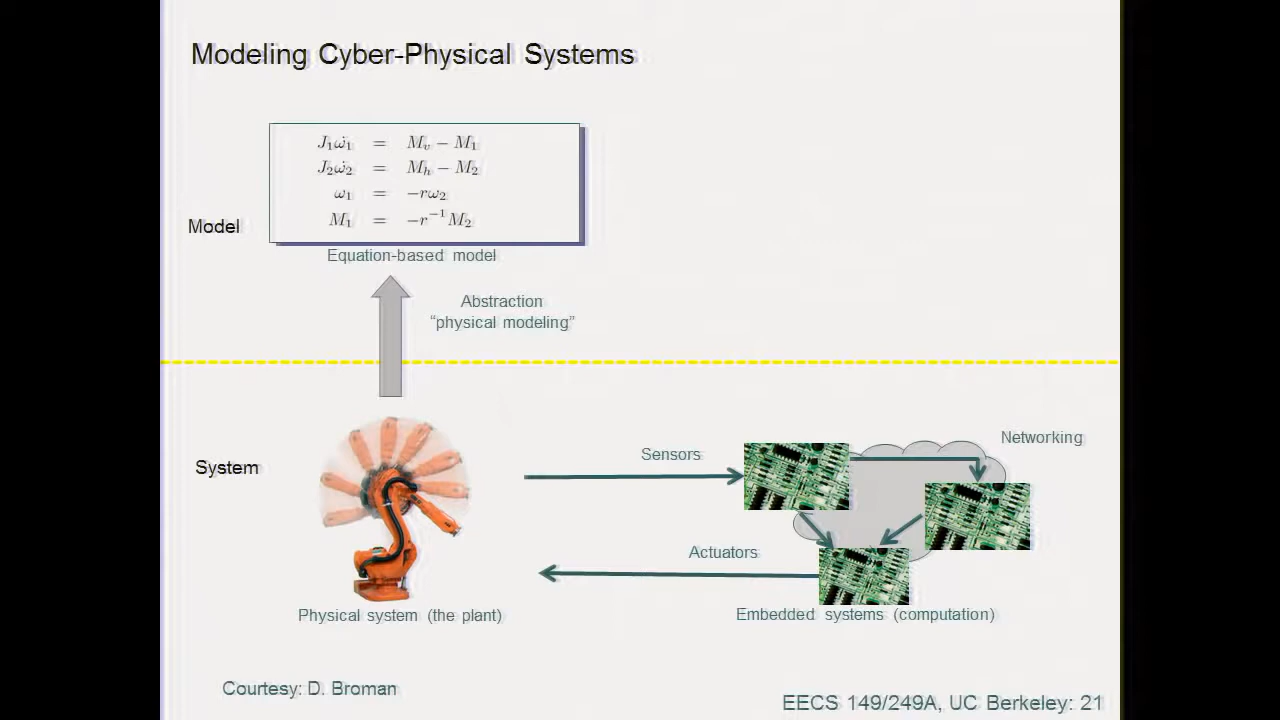 Modeling Cyber-Physical Systems
J₁ω̇₁ = Mᵥ − M₁
J₂ω̇₂ = Mₕ − M₂
ω₁ = −rω₂
M₁ = −r⁻¹M₂
Model
Equation-based model
Abstraction
“physical modeling”
System
Sensors
Networking
Actuators
Physical system (the plant)
Embedded systems (computation)
Courtesy: D. Broman
EECS 149/249A, UC Berkeley: 21